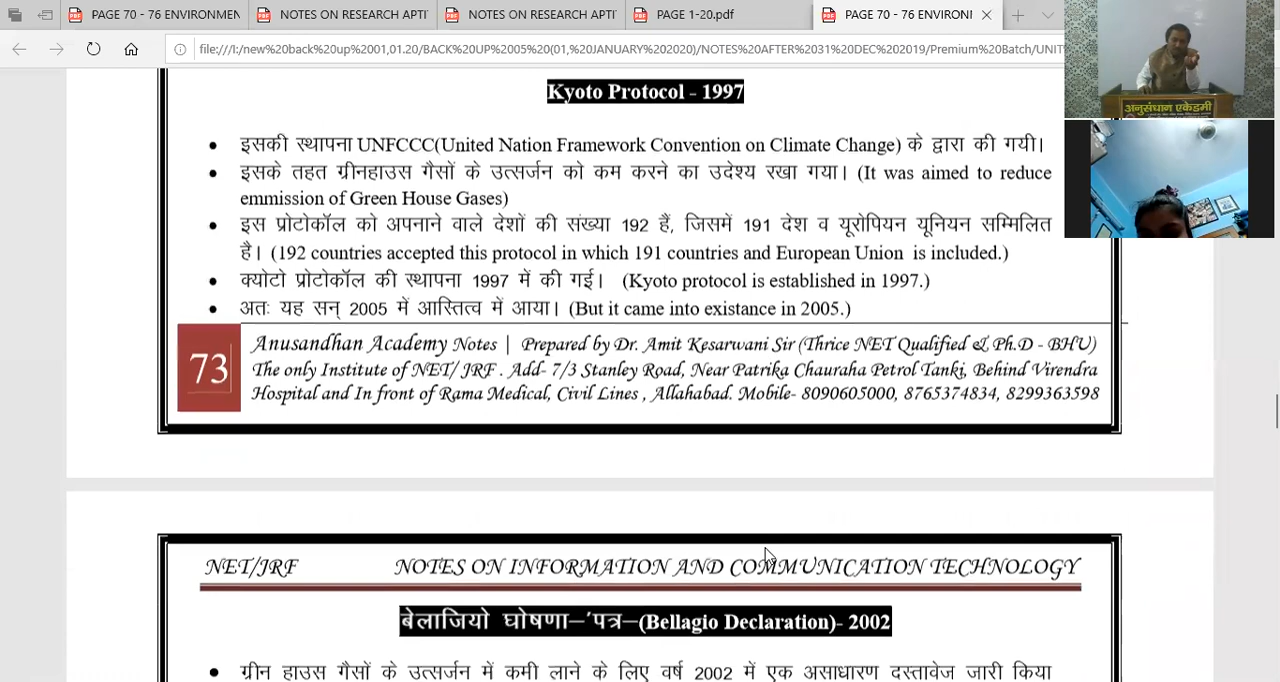 PAGE 70 - 76 ENVIRONMEN
NOTES ON RESEARCH APTI
NOTES ON RESEARCH APTI
PAGE 1-20.pdf
PAGE 70 - 76 ENVIRONI
file:///I:/new%20back%20up%2001,01.20/BACK%20UP%2005%20(01,%20JANUARY%202020)/NOTES%20AFTER%2031%20DEC%202019/Premium%20Batch/UNIT
अनुसंधान एकेडमी
Kyoto Protocol - 1997
• इसकी स्थापना UNFCCC(United Nation Framework Convention on Climate Change) के द्वारा की गयी।
• इसके तहत ग्रीनहाउस गैसों के उत्सर्जन को कम करने का उदेश्य रखा गया। (It was aimed to reduce
emmission of Green House Gases)
• इस प्रोटोकॉल को अपनाने वाले देशों की संख्या 192 हैं, जिसमें 191 देश व यूरोपियन यूनियन सम्मिलित
है। (192 countries accepted this protocol in which 191 countries and European Union is included.)
• क्योटो प्रोटोकॉल की स्थापना 1997 में की गई। (Kyoto protocol is established in 1997.)
• अतः यह सन् 2005 में आस्तित्व में आया। (But it came into existance in 2005.)
73
Anusandhan Academy Notes | Prepared by Dr. Amit Kesarwani Sir (Thrice NET Qualified & Ph.D - BHU)
The only Institute of NET/JRF . Add- 7/3 Stanley Road, Near Patrika Chauraha Petrol Tanki, Behind Virendra
Hospital and In front of Rama Medical, Civil Lines , Allahabad. Mobile- 8090605000, 8765374834, 8299363598
NET/JRF NOTES ON INFORMATION AND COMMUNICATION TECHNOLOGY
बेलाजियो घोषणा–'पत्र–(Bellagio Declaration)- 2002
• ग्रीन हाउस गैसों के उत्सर्जन में कमी लाने के लिए वर्ष 2002 में एक असाधारण दस्तावेज जारी किया